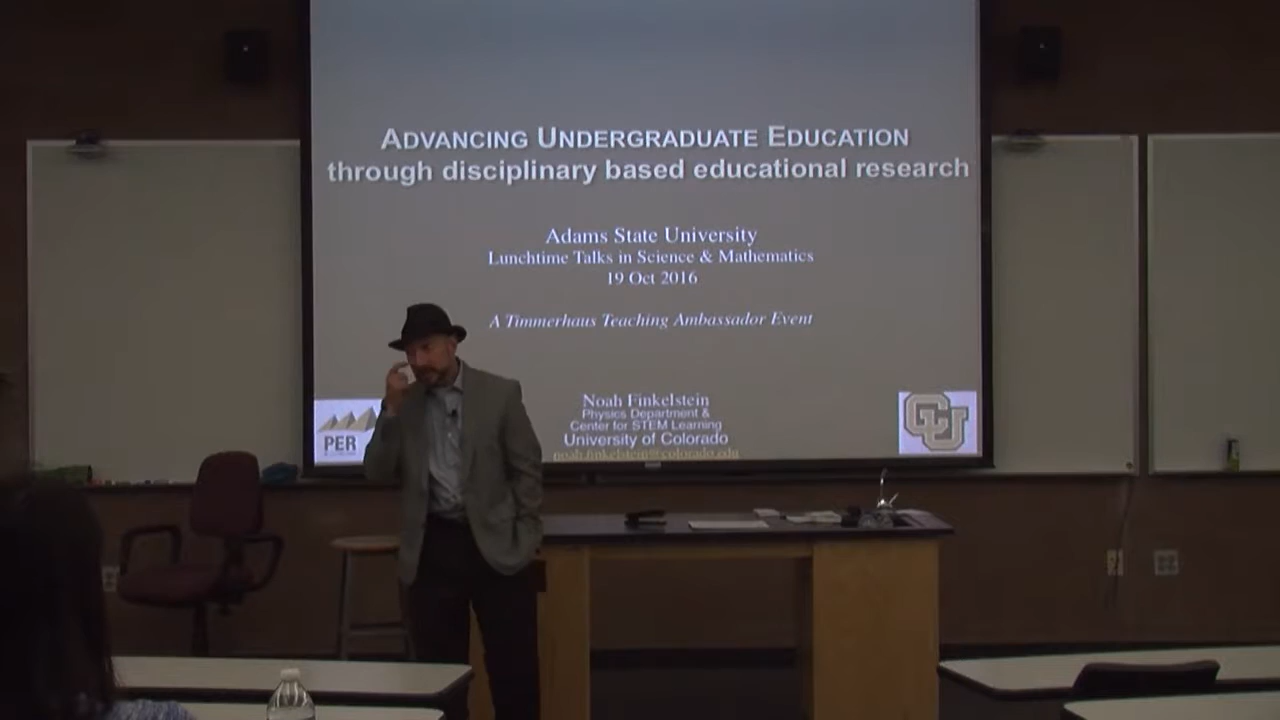 ADVANCING UNDERGRADUATE EDUCATION
through disciplinary based educational research
Adams State University
Lunchtime Talks in Science & Mathematics
19 Oct 2016
A Timmerhaus Teaching Ambassador Event
Noah Finkelstein
Physics Department &
Center for STEM Learning
University of Colorado
noah.finkelstein@colorado.edu
PER
CU